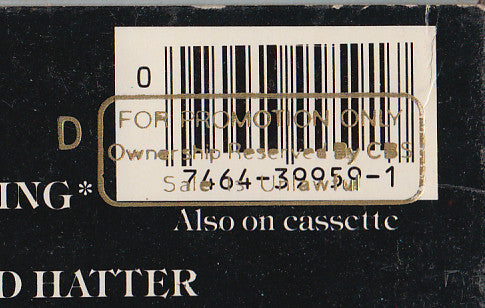 0
D
FOR PROMOTION ONLY
Ownership Reserved By CBS
7464-39959-1
Sale is Unlawful
ING*
Also on cassette
D HATTER